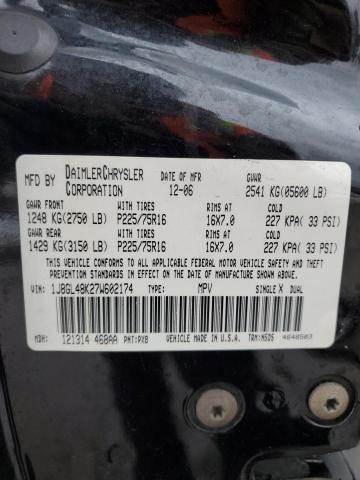 MFD BY DAIMLERCHRYSLER CORPORATION DATE OF MFR 12-06 GVWR 2541 KG(05600 LB)
GAWR FRONT WITH TIRES RIMS AT COLD
1248 KG(2750 LB) P225/75R16 16X7.0 227 KPA( 33 PSI)
GAWR REAR WITH TIRES RIMS AT COLD
1429 KG(3150 LB) P225/75R16 16X7.0 227 KPA( 33 PSI)
THIS VEHICLE CONFORMS TO ALL APPLICABLE FEDERAL MOTOR VEHICLE SAFETY,
BUMPER, AND THEFT PREVENTION STANDARDS IN EFFECT ON THE
DATE OF MANUFACTURE SHOWN ABOVE.
VIN: 1J8GL48K27W602174 TYPE: MPV SINGLE X DUAL
MDH: 121314 468AA PNT:PXB VEHICLE MADE IN U.S.A. TRM:N5D5 4648503